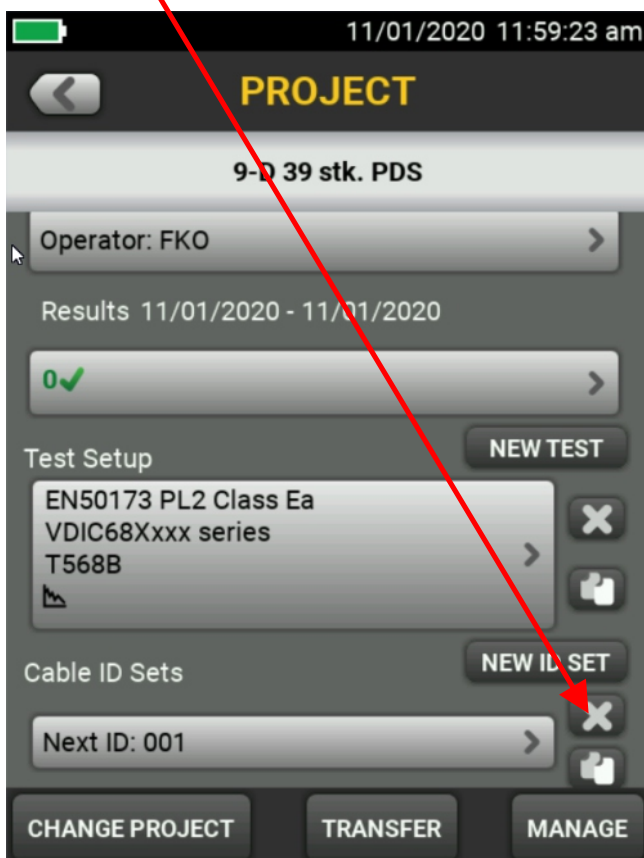 11/01/2020 11:59:23 am
PROJECT
9-D 39 stk. PDS
Operator: FKO
Results 11/01/2020 - 11/01/2020
0
NEW TEST
Test Setup
EN50173 PL2 Class Ea
VDIC68Xxxx series
T568B
NEW ID SET
Cable ID Sets
Next ID: 001
CHANGE PROJECT TRANSFER MANAGE